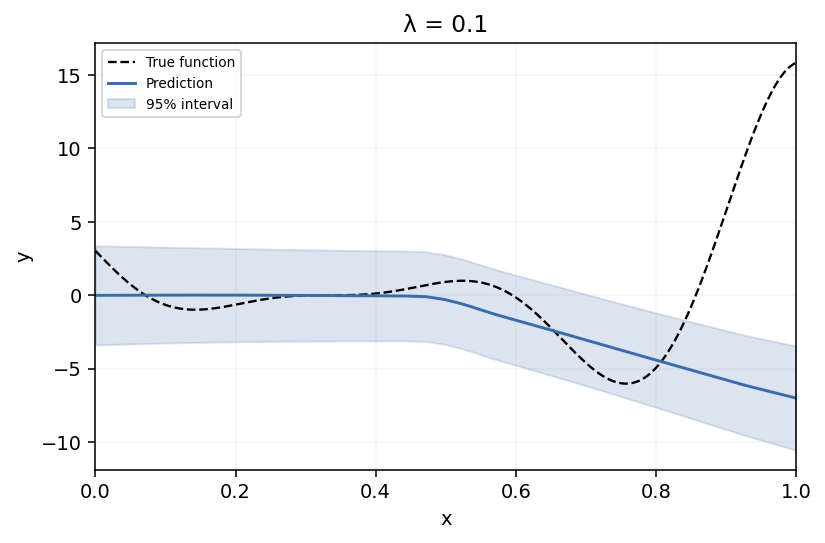 λ = 0.1
True function
Prediction
95% interval
15
10
5
0
−5
−10
y
0.0 0.2 0.4 0.6 0.8 1.0
x